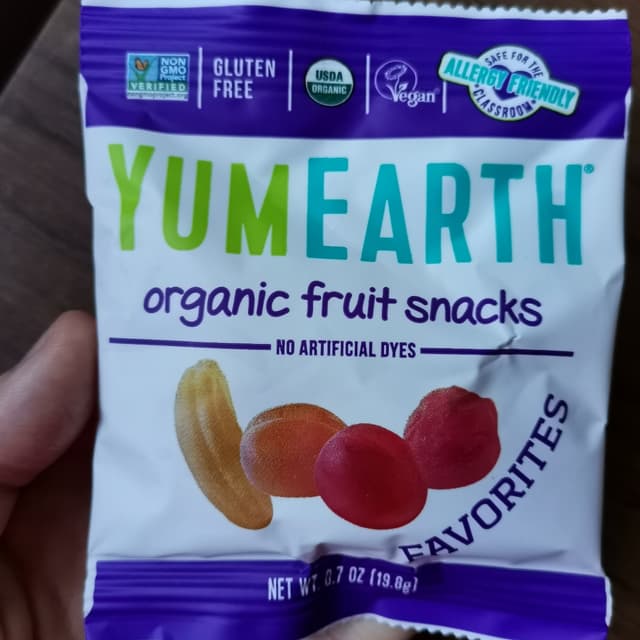 NON
GMO
Project
VERIFIED
GLUTEN
FREE
USDA
ORGANIC
Vegan
SAFE FOR THE
ALLERGY FRIENDLY
CLASSROOM
YUMEARTH®
organic fruit snacks
NO ARTIFICIAL DYES
FAVORITES
NET WT 0.7 OZ (19.8g)